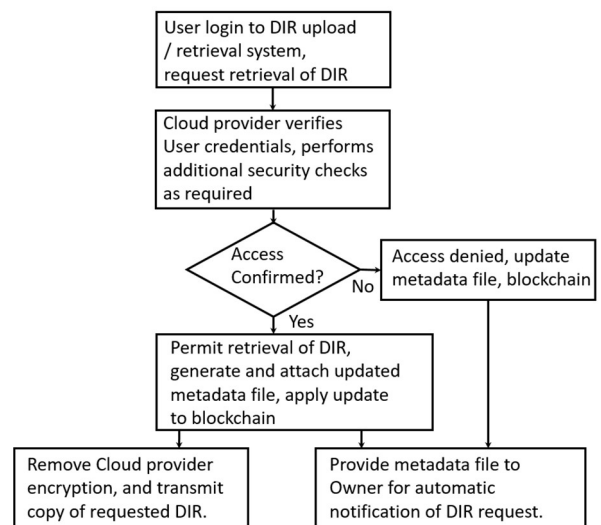 User login to DIR upload
/ retrieval system,
request retrieval of DIR
Cloud provider verifies
User credentials, performs
additional security checks
as required
Access
Confirmed?
No
Access denied, update
metadata file, blockchain
Yes
Permit retrieval of DIR,
generate and attach updated
metadata file, apply update
to blockchain
Remove Cloud provider
encryption, and transmit
copy of requested DIR.
Provide metadata file to
Owner for automatic
notification of DIR request.